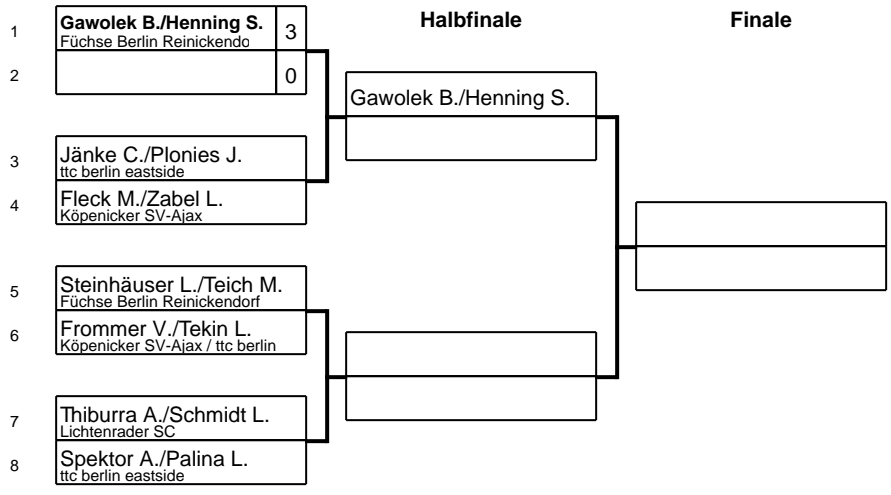 Halbfinale
Finale
1
Gawolek B./Henning S.
3
Füchse Berlin Reinickendo
2
0
Gawolek B./Henning S.
3
Jänke C./Plonies J.
ttc berlin eastside
4
Fleck M./Zabel L.
Köpenicker SV-Ajax
5
Steinhäuser L./Teich M.
Füchse Berlin Reinickendorf
6
Frommer V./Tekin L.
Köpenicker SV-Ajax / ttc berlin
7
Thiburra A./Schmidt L.
Lichtenrader SC
8
Spektor A./Palina L.
ttc berlin eastside